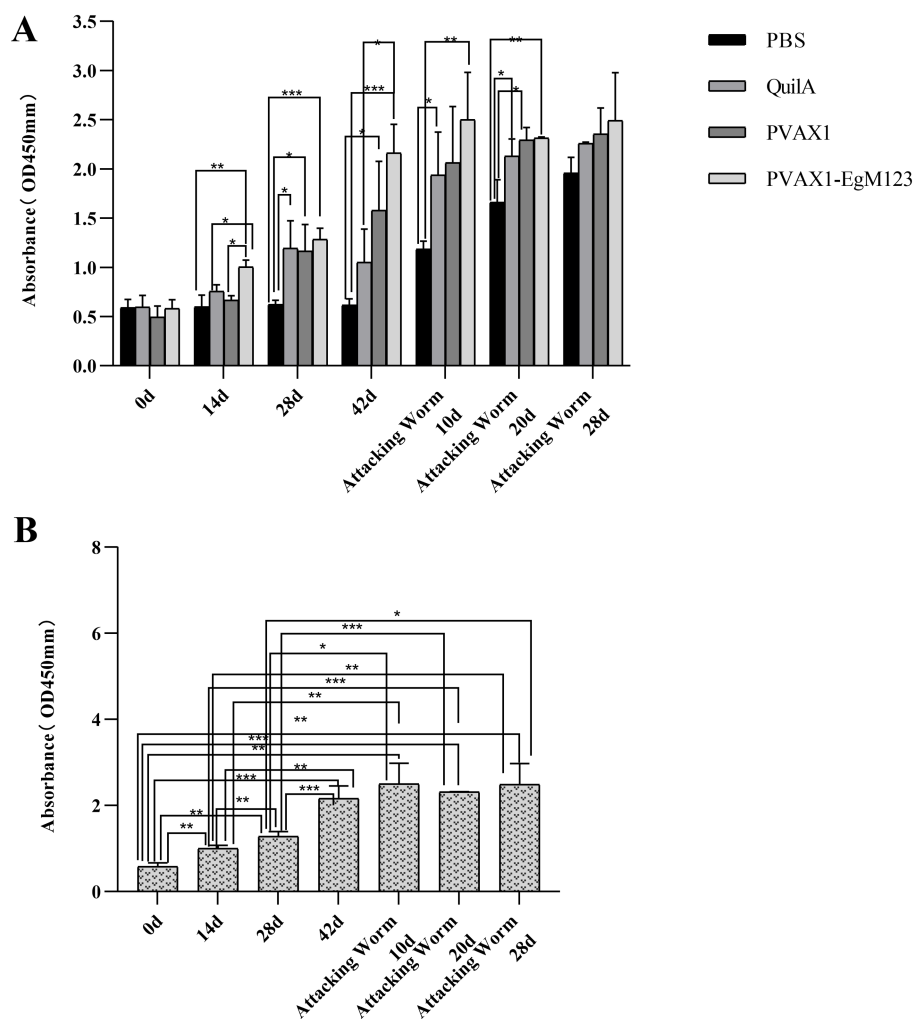 A
Absorbance( OD450mm)
3.5
3.0
2.5
2.0
1.5
1.0
0.5
0.0
** 
* 
* 
*** 
* 
* 
* 
*** 
* 
** 
* 
** 
* 
* 
0d
14d
28d
42d
Attacking Worm
10d
Attacking Worm
20d
Attacking Worm
28d
PBS
QuilA
PVAX1
PVAX1-EgM123
B
Absorbance( OD450mm)
8
6
4
2
0
*
***
*
**
***
**
**
***
**
**
***
***
**
**
**
0d
14d
28d
42d
Attacking Worm
10d
Attacking Worm
20d
Attacking Worm
28d